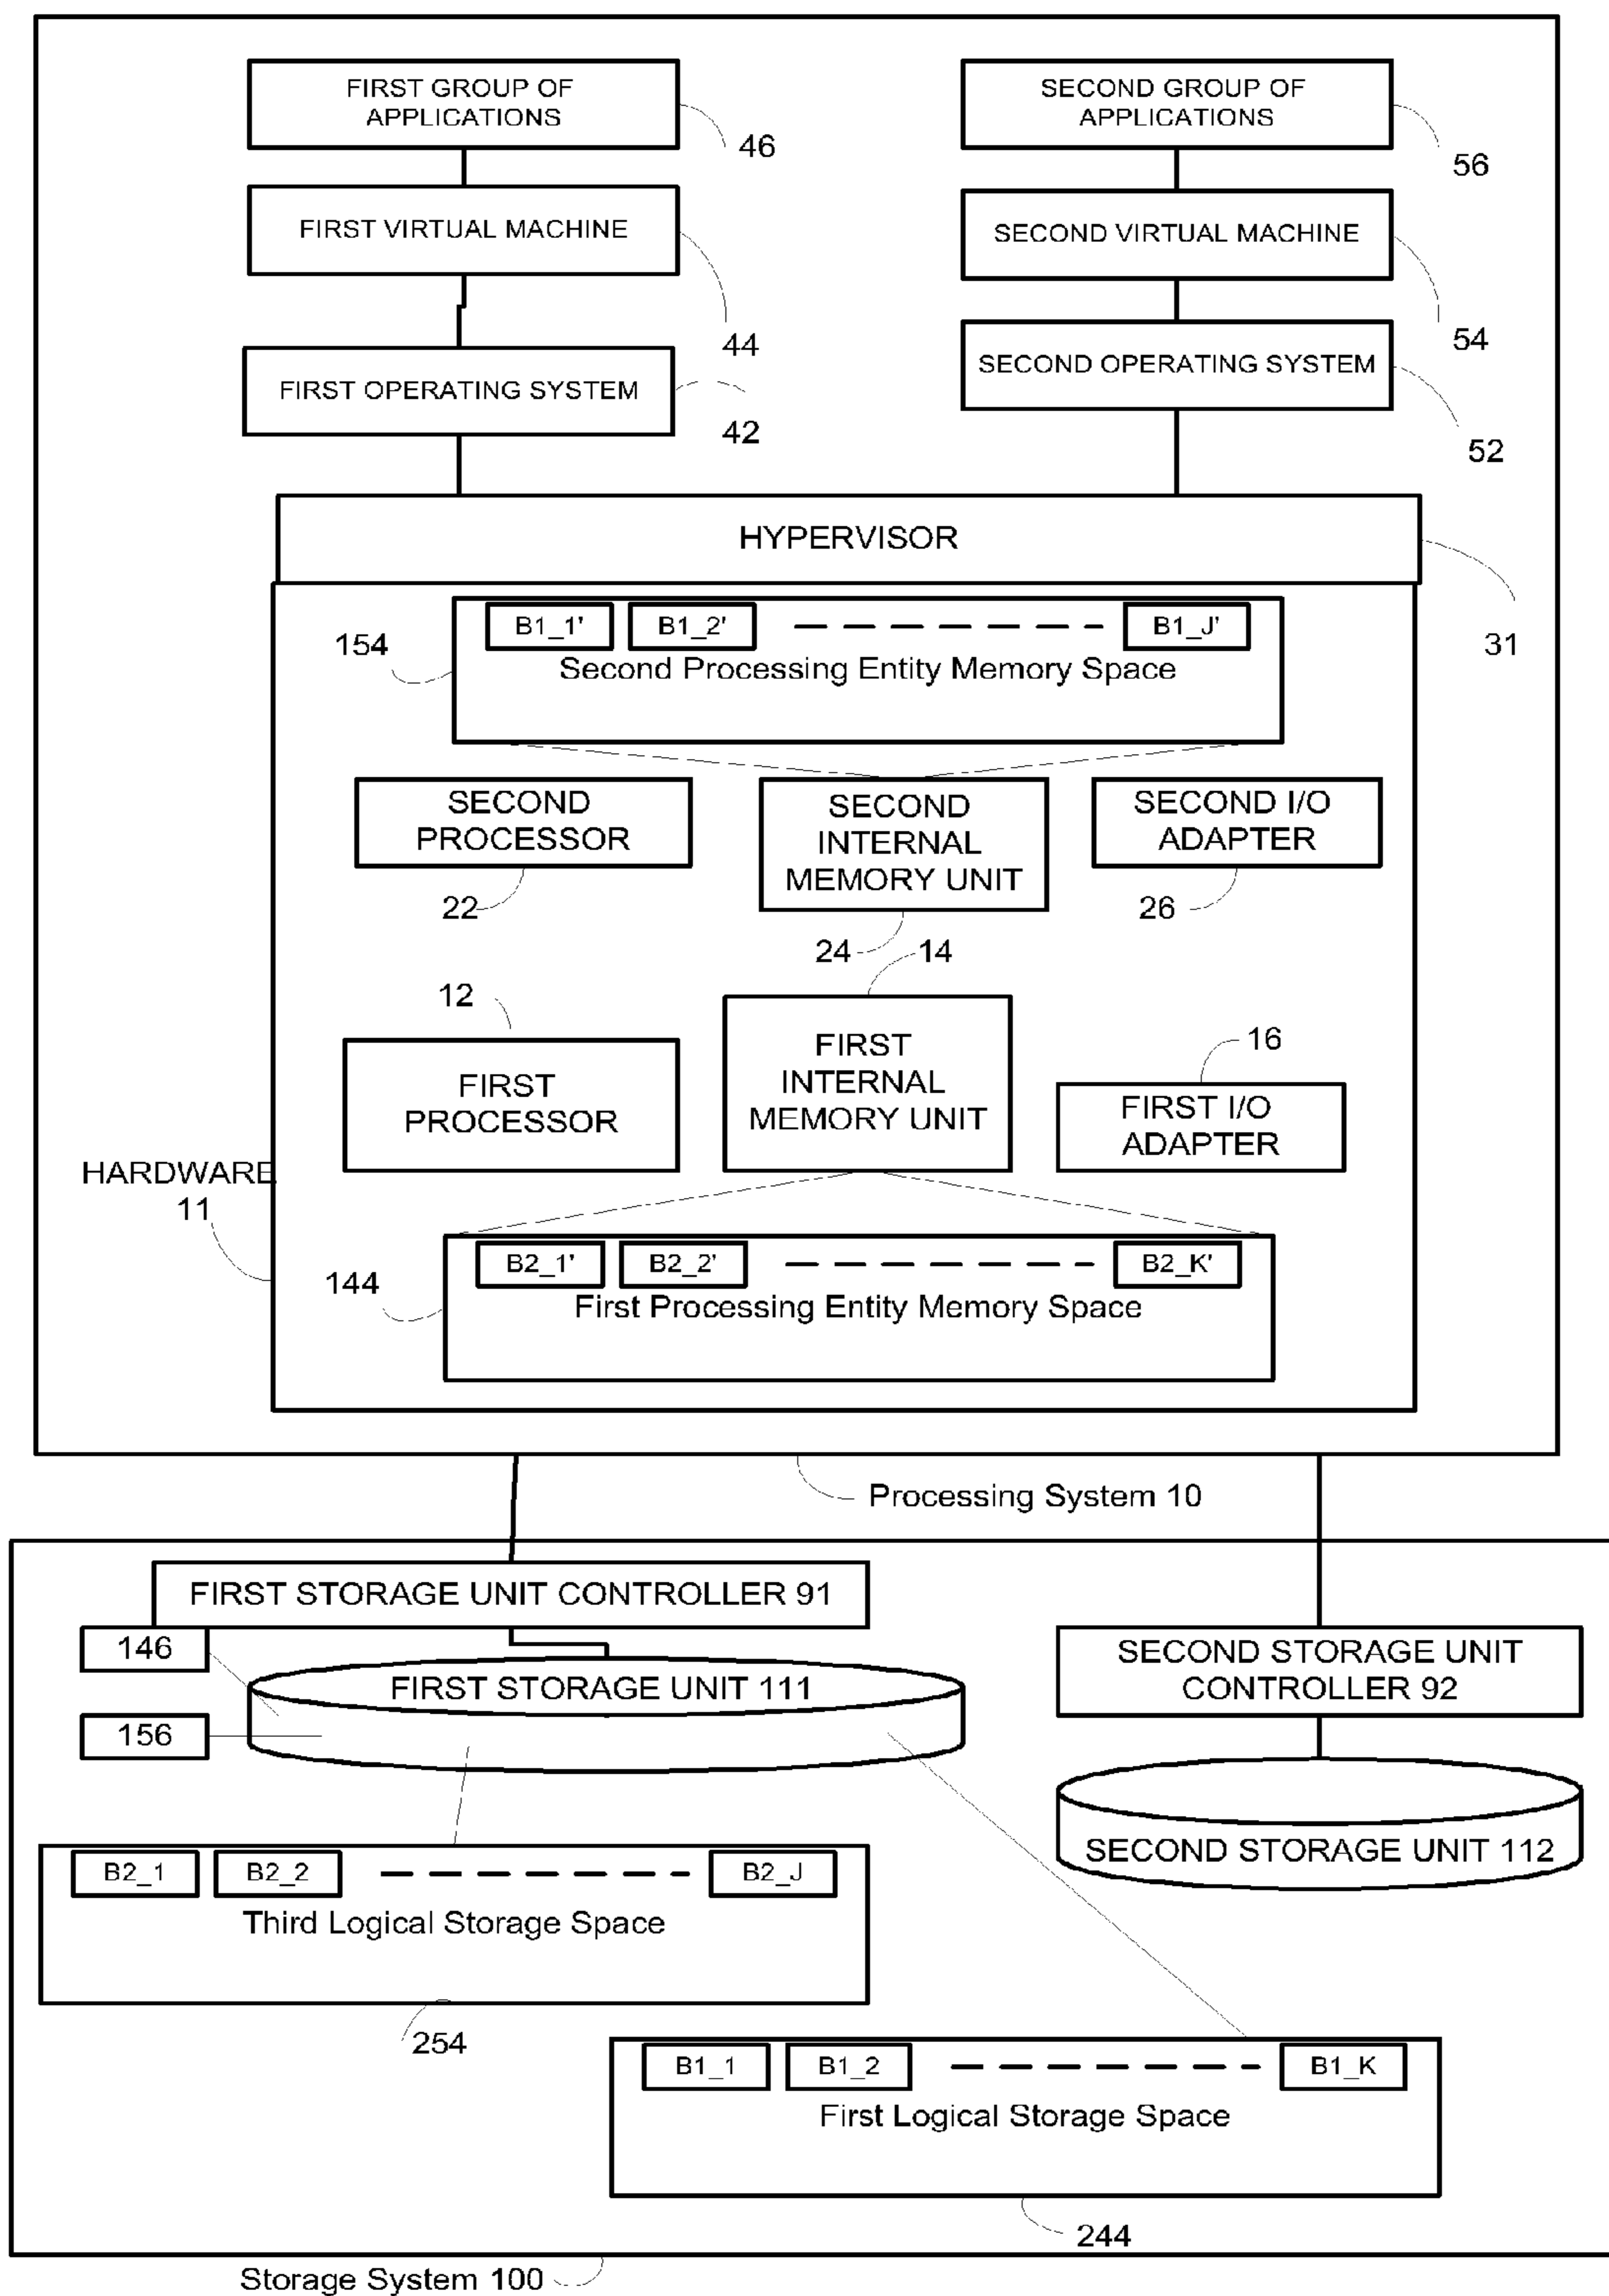 FIRST GROUP OF
APPLICATIONS
46
SECOND GROUP OF
APPLICATIONS
56
FIRST VIRTUAL MACHINE
44
SECOND VIRTUAL MACHINE
54
FIRST OPERATING SYSTEM
42
SECOND OPERATING SYSTEM
52
HYPERVISOR
31
B1_1'
B1_2'
B1_J'
154
Second Processing Entity Memory Space
SECOND
PROCESSOR
22
SECOND
INTERNAL
MEMORY UNIT
24
SECOND I/O
ADAPTER
26
14
12
FIRST
PROCESSOR
FIRST
INTERNAL
MEMORY UNIT
16
FIRST I/O
ADAPTER
HARDWARE
11
B2_1'
B2_2'
B2_K'
144
First Processing Entity Memory Space
Processing System 10
FIRST STORAGE UNIT CONTROLLER 91
146
FIRST STORAGE UNIT 111
156
SECOND STORAGE UNIT
CONTROLLER 92
SECOND STORAGE UNIT 112
B2_1
B2_2
B2_J
Third Logical Storage Space
254
B1_1
B1_2
B1_K
First Logical Storage Space
244
Storage System 100